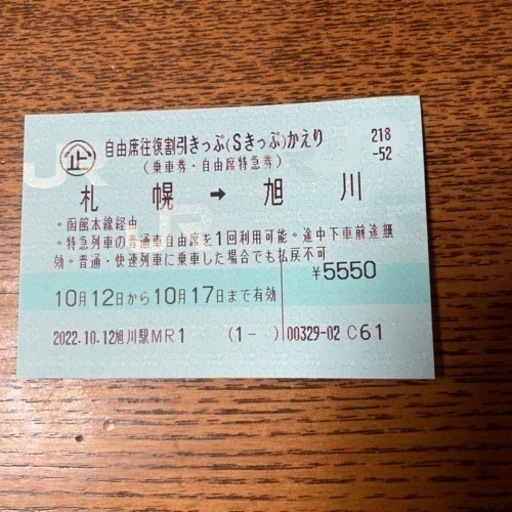 企 自由席往復割引きっぷ(Sきっぷ)かえり 218
(乗車券・自由席特急券) -52
札幌 → 旭川
・函館本線経由
・特急列車の普通車自由席を1回利用可能。途中下車前途無
効。普通・快速列車に乗車した場合でも払戻不可
¥5550
10月12日から10月17日まで有効
2022.10.12旭川駅MR1 (1- ) 00329-02 C61